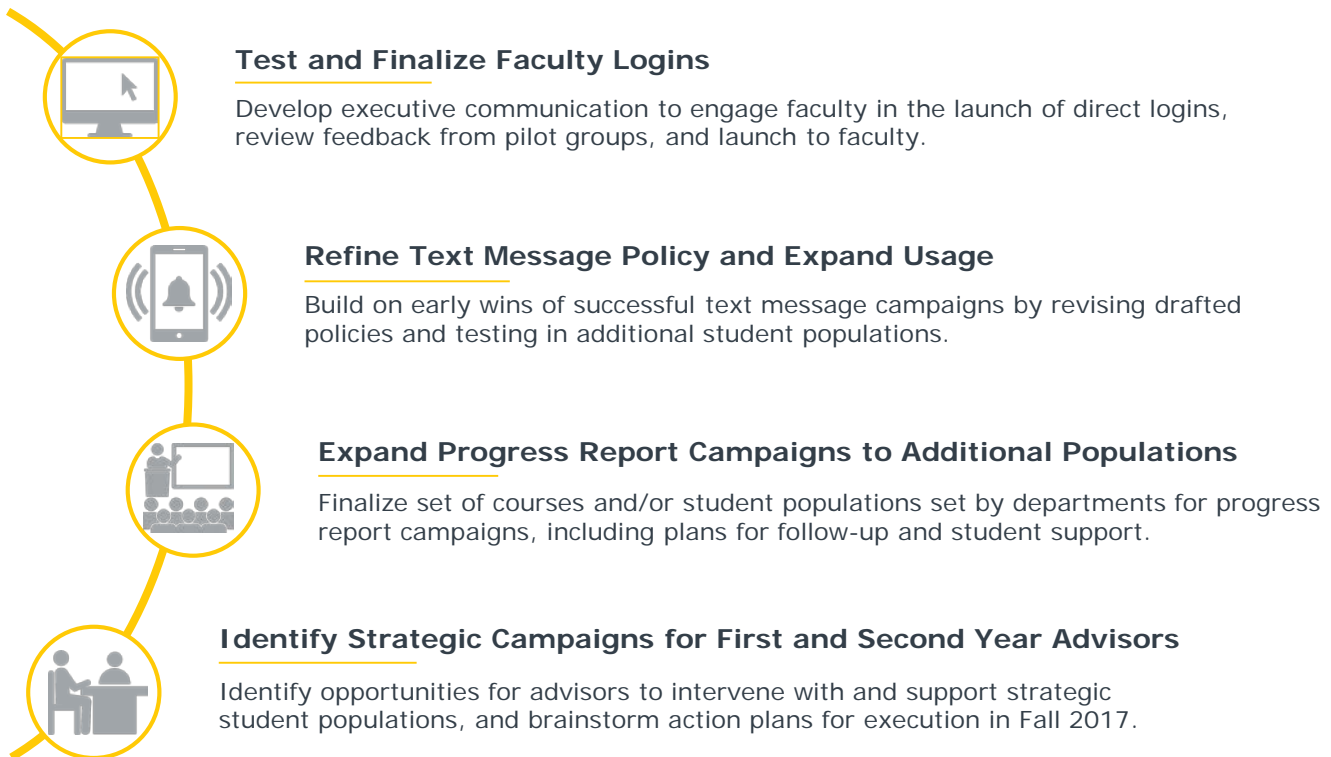 Test and Finalize Faculty Logins
Develop executive communication to engage faculty in the launch of direct logins,
review feedback from pilot groups, and launch to faculty.
Refine Text Message Policy and Expand Usage
Build on early wins of successful text message campaigns by revising drafted
policies and testing in additional student populations.
Expand Progress Report Campaigns to Additional Populations
Finalize set of courses and/or student populations set by departments for progress
report campaigns, including plans for follow-up and student support.
Identify Strategic Campaigns for First and Second Year Advisors
Identify opportunities for advisors to intervene with and support strategic
student populations, and brainstorm action plans for execution in Fall 2017.